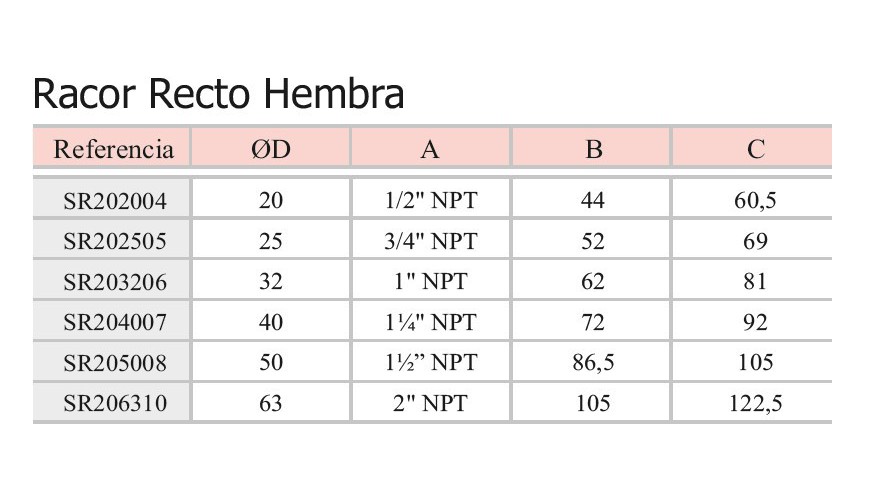 Racor Recto Hembra
Referencia ØD A B C
SR202004 20 1/2" NPT 44 60,5
SR202505 25 3/4" NPT 52 69
SR203206 32 1" NPT 62 81
SR204007 40 1¼" NPT 72 92
SR205008 50 1½” NPT 86,5 105
SR206310 63 2" NPT 105 122,5